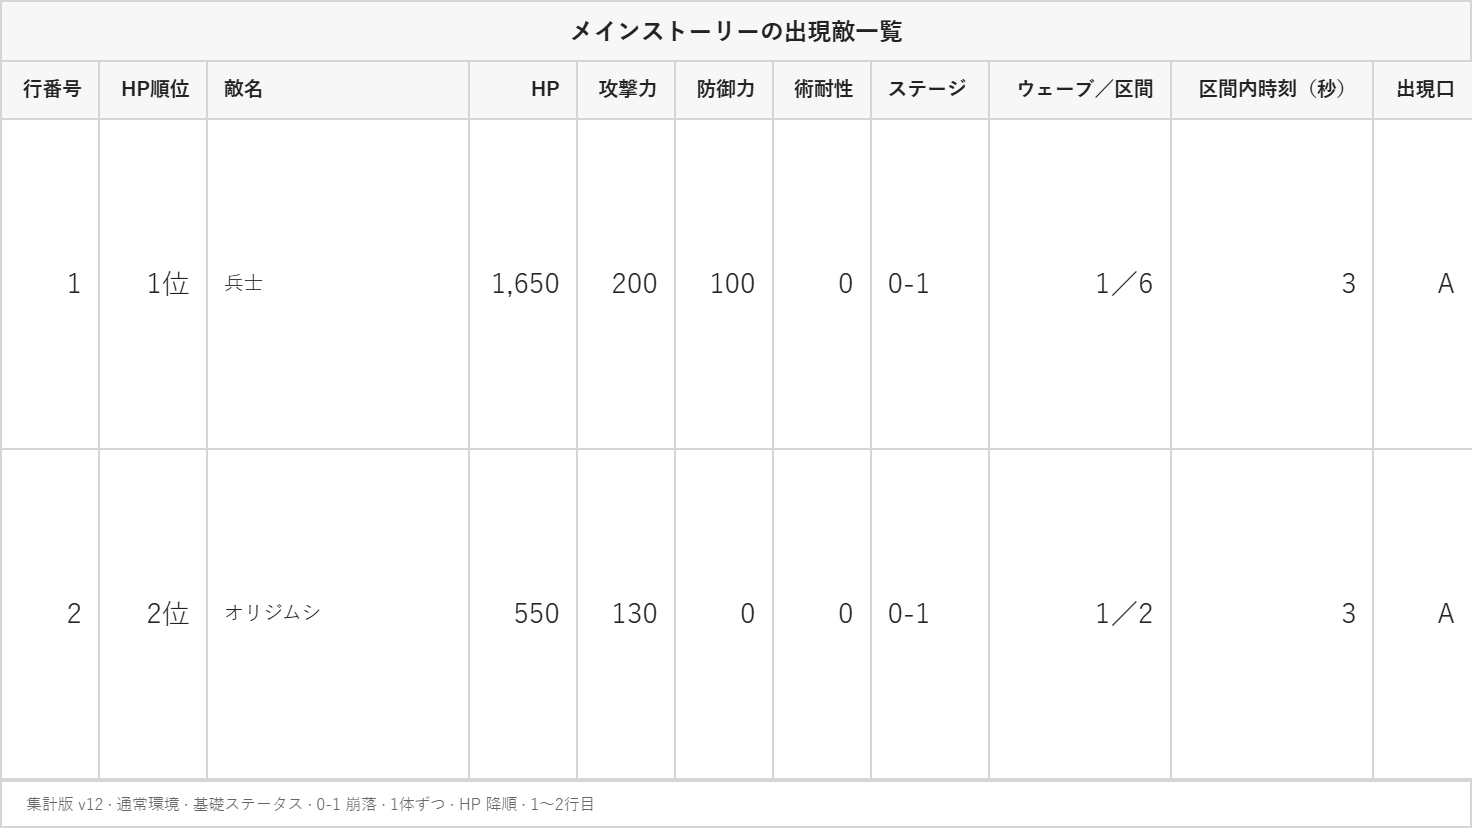 メインストーリーの出現敵一覧
行番号 HP順位 敵名 HP 攻撃力 防御力 術耐性 ステージ ウェーブ／区間 区間内時刻（秒） 出現口
1 1位 兵士 1,650 200 100 0 0-1 1／6 3 A
2 2位 オリジムシ 550 130 0 0 0-1 1／2 3 A
集計版 v12 · 通常環境 · 基礎ステータス · 0-1 崩落 · 1体ずつ · HP 降順 · 1〜2行目